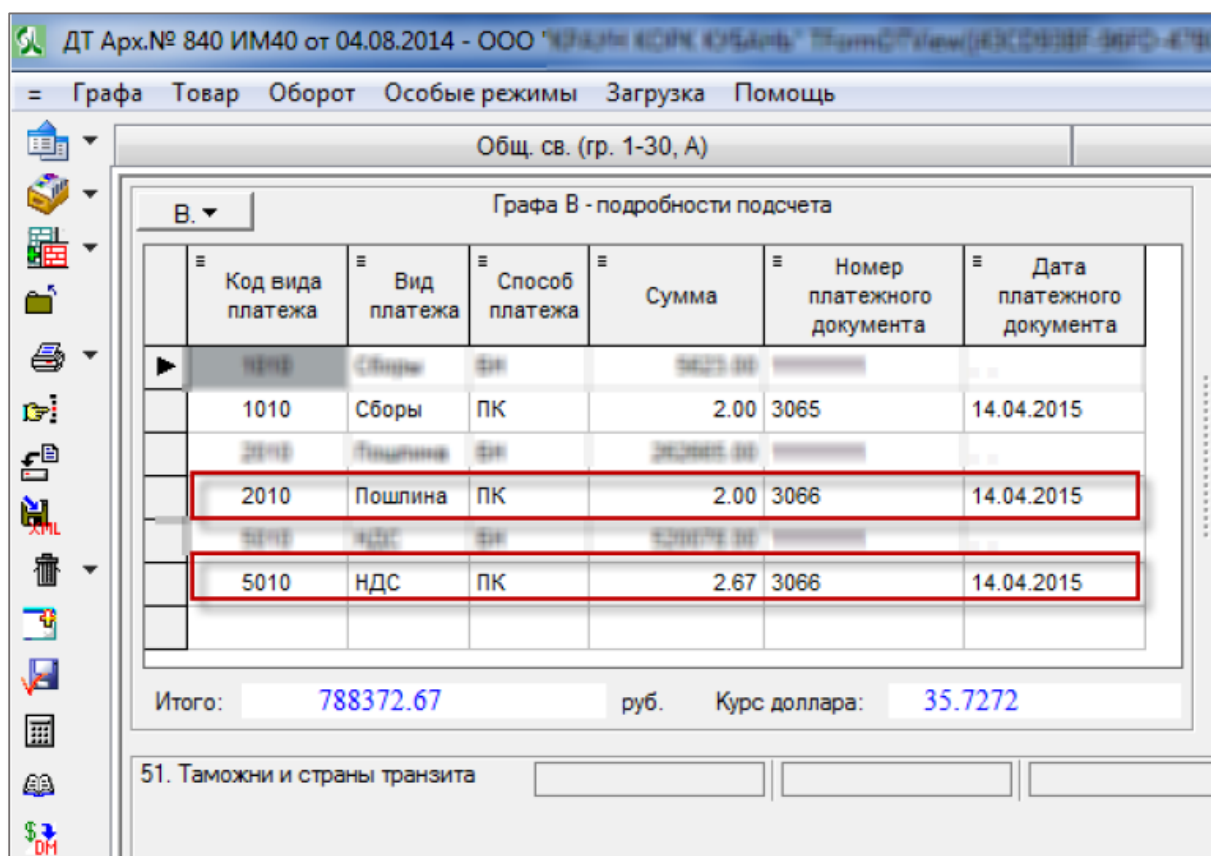 ДТ Арх.№ 840 ИМ40 от 04.08.2014 - ООО
= Графа Товар Оборот Особые режимы Загрузка Помощь
Общ. св. (гр. 1-30, А)
В. Графа В - подробности подсчета
Код вида платежа Вид платежа Способ платежа Сумма Номер платежного документа Дата платежного документа
1010 Сборы ПК 2.00 3065 14.04.2015
2010 Пошлина ПК 2.00 3066 14.04.2015
5010 НДС ПК 2.67 3066 14.04.2015
Итого: 788372.67 руб. Курс доллара: 35.7272
51. Таможни и страны транзита
XML
DM